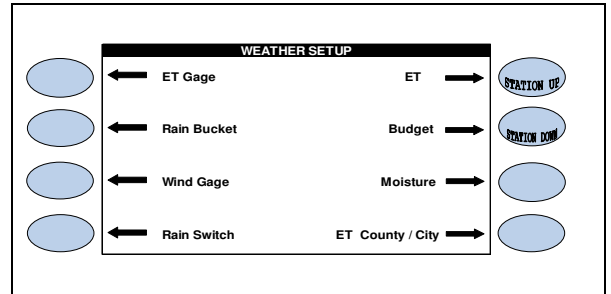 WEATHER SETUP
ET Gage ET STATION UP
Rain Bucket Budget STATION DOWN
Wind Gage Moisture
Rain Switch ET County / City